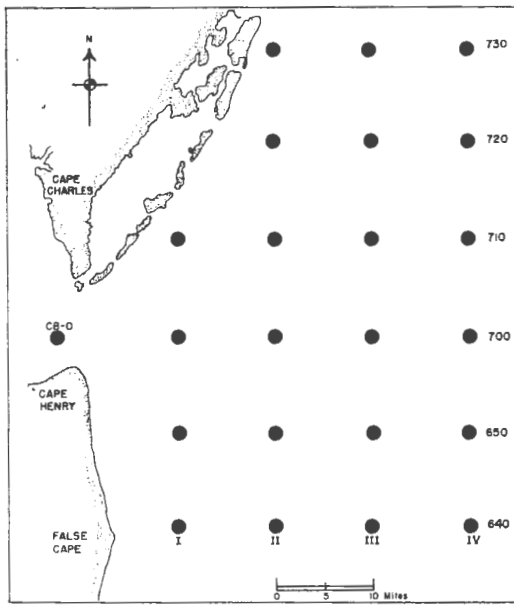 N
730
720
CAPE
CHARLES
710
CB-0
700
CAPE
HENRY
650
FALSE
CAPE
640
I II III IV
0 5 10 Miles